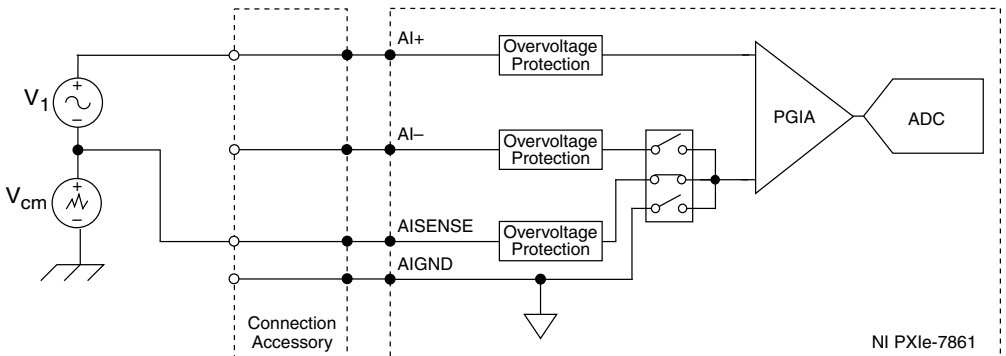 AI+
Overvoltage
Protection
V1
+
−
PGIA
ADC
AI–
Overvoltage
Protection
Vcm
+
−
AISENSE
Overvoltage
Protection
AIGND
Connection
Accessory
NI PXIe-7861